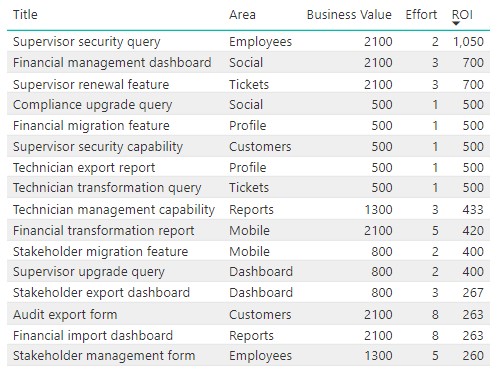 Title Area Business Value Effort ROI
Supervisor security query Employees 2100 2 1,050
Financial management dashboard Social 2100 3 700
Supervisor renewal feature Tickets 2100 3 700
Compliance upgrade query Social 500 1 500
Financial migration feature Profile 500 1 500
Supervisor security capability Customers 500 1 500
Technician export report Profile 500 1 500
Technician transformation query Tickets 500 1 500
Technician management capability Reports 1300 3 433
Financial transformation report Mobile 2100 5 420
Stakeholder migration feature Mobile 800 2 400
Supervisor upgrade query Dashboard 800 2 400
Stakeholder export dashboard Dashboard 800 3 267
Audit export form Customers 2100 8 263
Financial import dashboard Reports 2100 8 263
Stakeholder management form Employees 1300 5 260